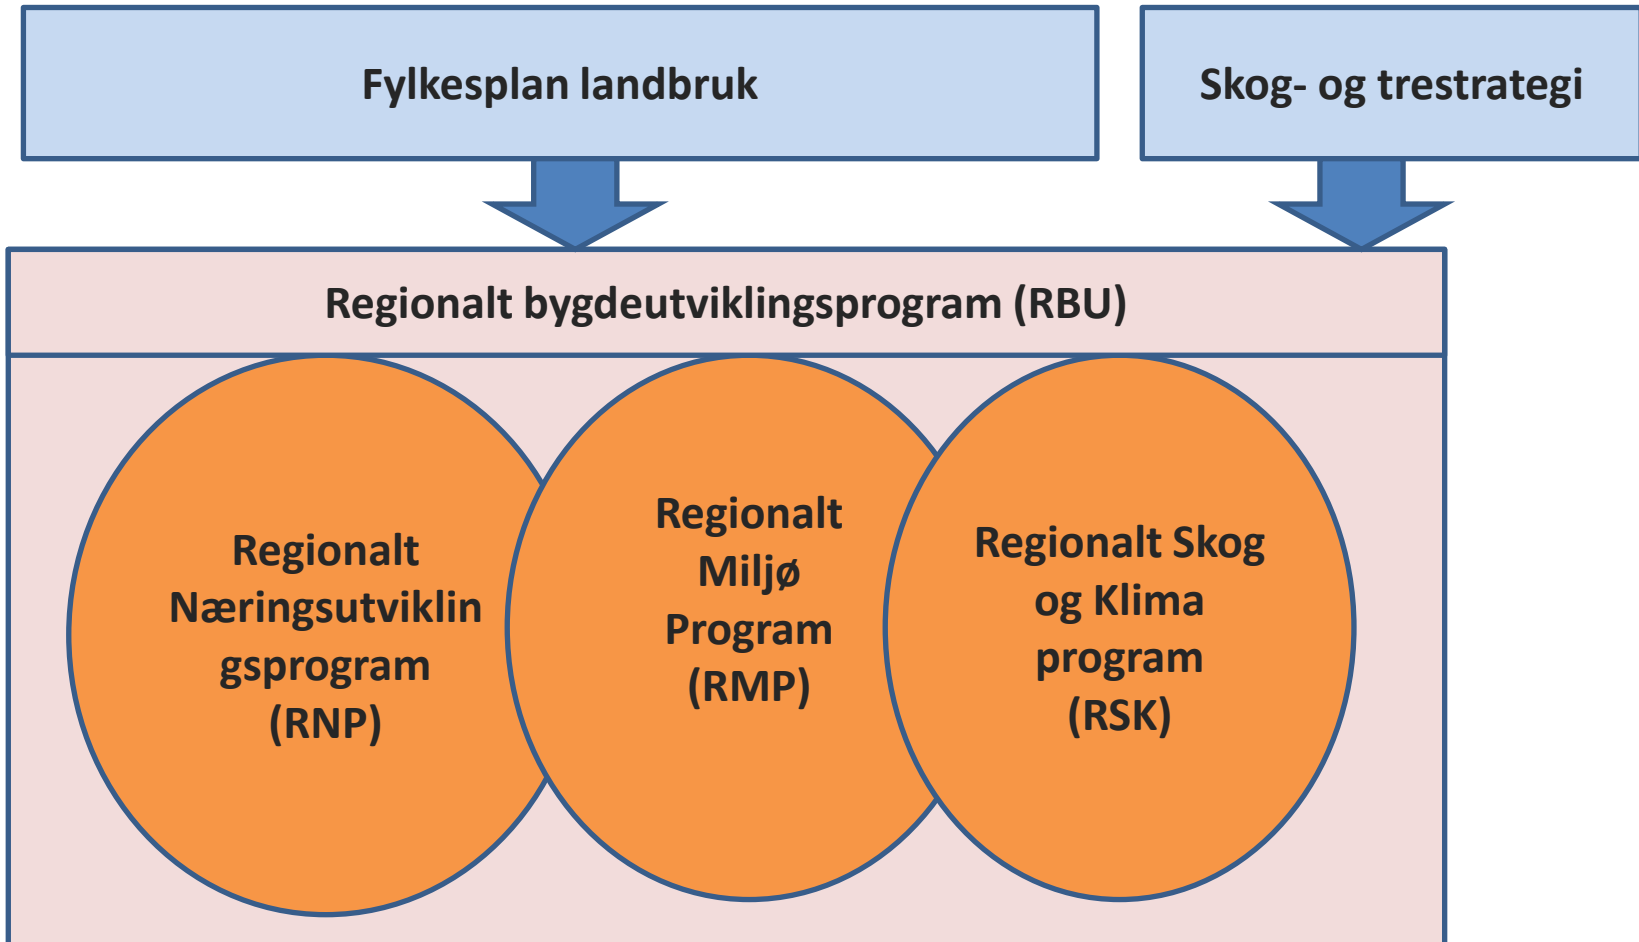 Fylkesplan landbruk
Skog- og trestrategi
Regionalt bygdeutviklingsprogram (RBU)
Regionalt
Næringsutviklin
gsprogram
(RNP)
Regionalt
Miljø
Program
(RMP)
Regionalt Skog
og Klima
program
(RSK)